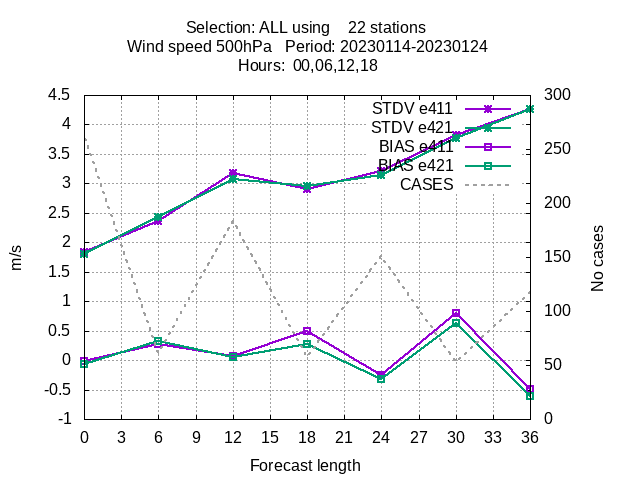 Selection: ALL using 22 stations
Wind speed 500hPa Period: 20230114-20230124
Hours: 00,06,12,18
STDV e411
STDV e421
BIAS e411
BIAS e421
CASES
4.5
4
3.5
3
2.5
2
1.5
1
0.5
0
-0.5
-1
300
250
200
150
100
50
0
m/s
No cases
0 3 6 9 12 15 18 21 24 27 30 33 36
Forecast length